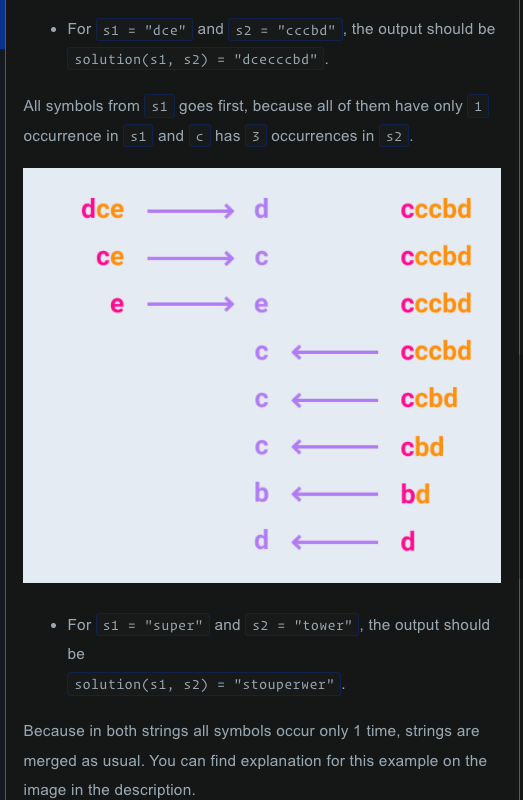 • For s1 = "dce" and s2 = "cccbd", the output should be
solution(s1, s2) = "dcecccbd".
All symbols from s1 goes first, because all of them have only 1
occurrence in s1 and c has 3 occurrences in s2.
dce d cccbd
ce c cccbd
e e cccbd
c cccbd
c ccbd
c cbd
b bd
d d
• For s1 = "super" and s2 = "tower", the output should
be
solution(s1, s2) = "stouperwer".
Because in both strings all symbols occur only 1 time, strings are
merged as usual. You can find explanation for this example on the
image in the description.